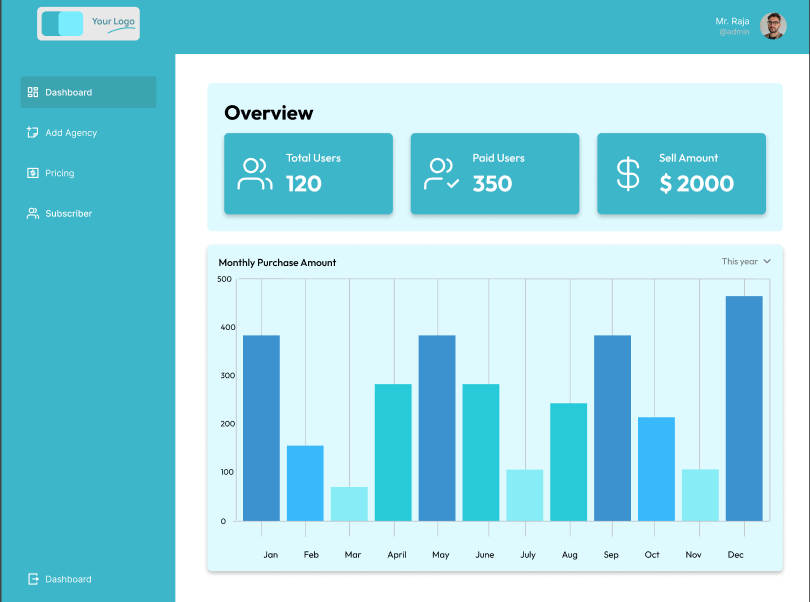 Your Logo
Mr. Raja
@admin
Dashboard
Add Agency
Pricing
Subscriber
Dashboard
Overview
Total Users
120
Paid Users
350
Sell Amount
$ 2000
Monthly Purchase Amount
This year
500
400
300
200
100
0
Jan Feb Mar April May June July Aug Sep Oct Nov Dec